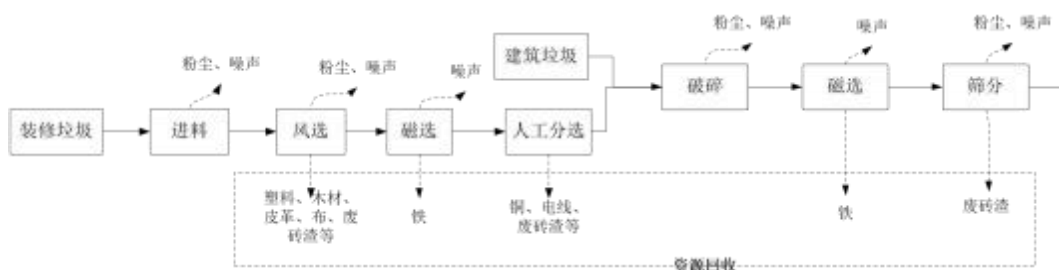 粉尘、噪声
噪声
粉尘、噪声
建筑垃圾
粉尘、噪声
粉尘、噪声
噪声
破碎
磁选
筛分
装修垃圾
进料
风选
磁选
人工分选
塑料、木材、
皮革、布、废
砖渣等
铁
铜、电线、
废砖渣等
铁
废砖渣
资源回收